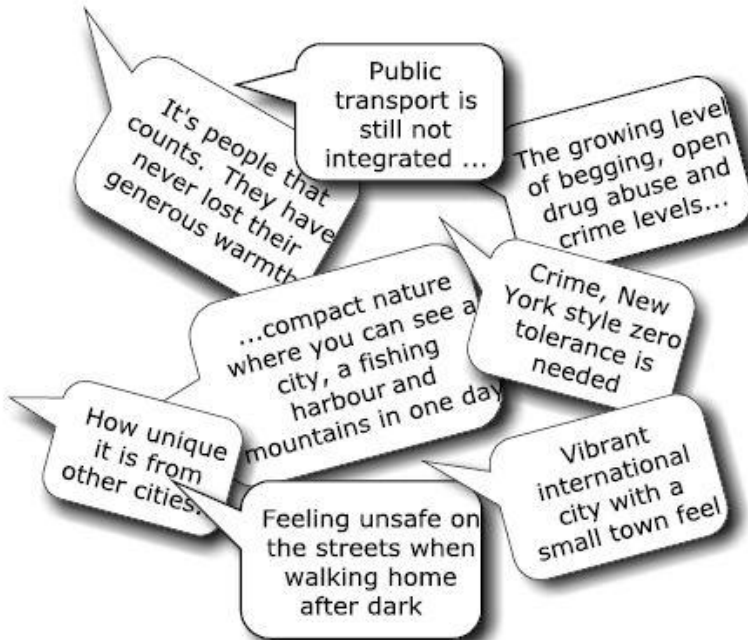 Public
transport is
still not
integrated ...
It's people that
counts. They have
never lost their
generous warmth
The growing level
of begging, open
drug abuse and
crime levels...
...compact nature
where you can see a
city, a fishing
harbour and
mountains in one day
Crime, New
York style zero
tolerance is
needed
How unique
it is from
other cities.
Vibrant
international
city with a
small town feel
Feeling unsafe on
the streets when
walking home
after dark